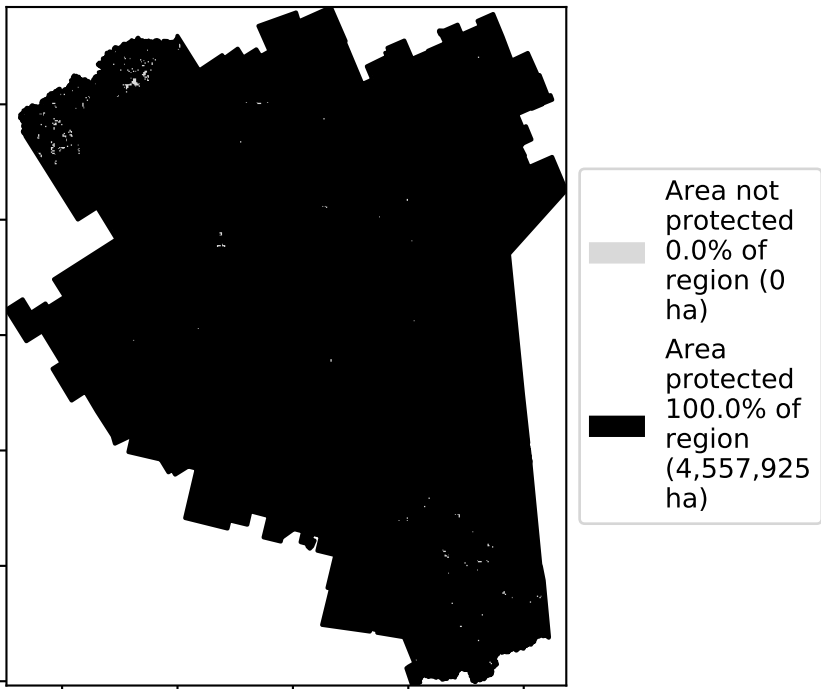 Area not
protected
0.0% of
region (0
ha)
Area
protected
100.0% of
region
(4,557,925
ha)